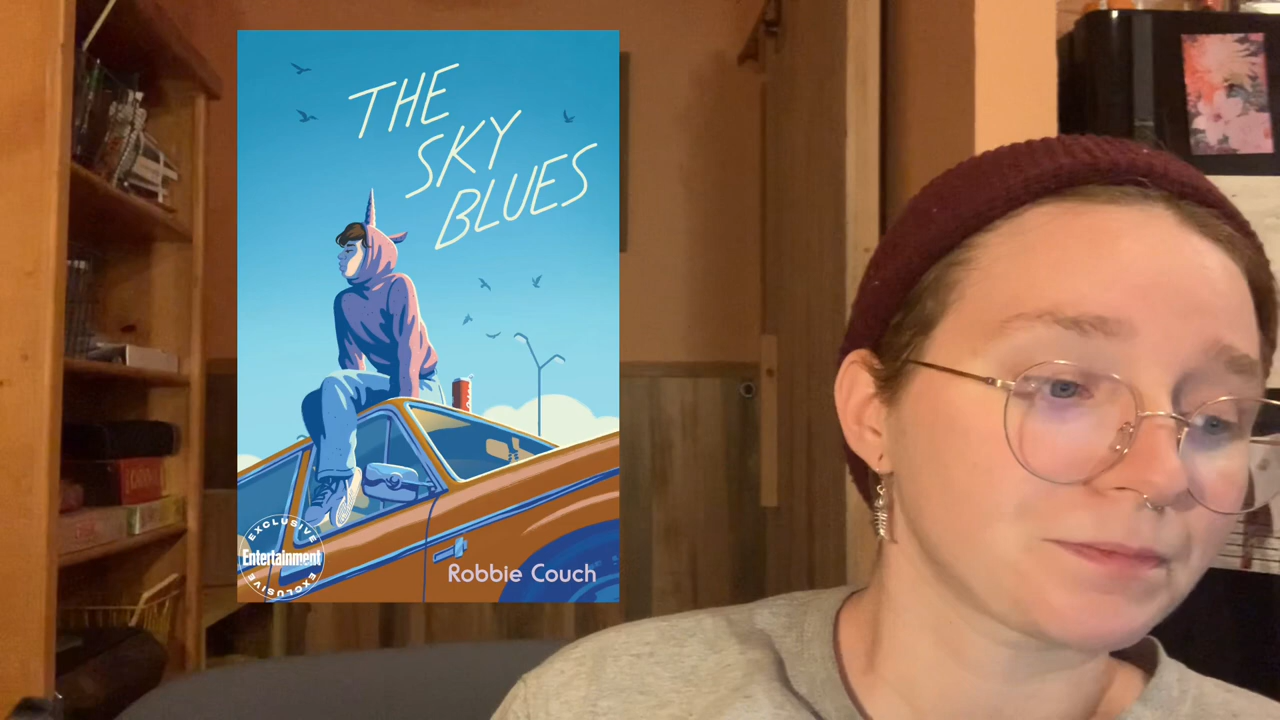 THE
SKY
BLUES
EXCLUSIVE
Entertainment
EXCLUSIVE
Robbie Couch